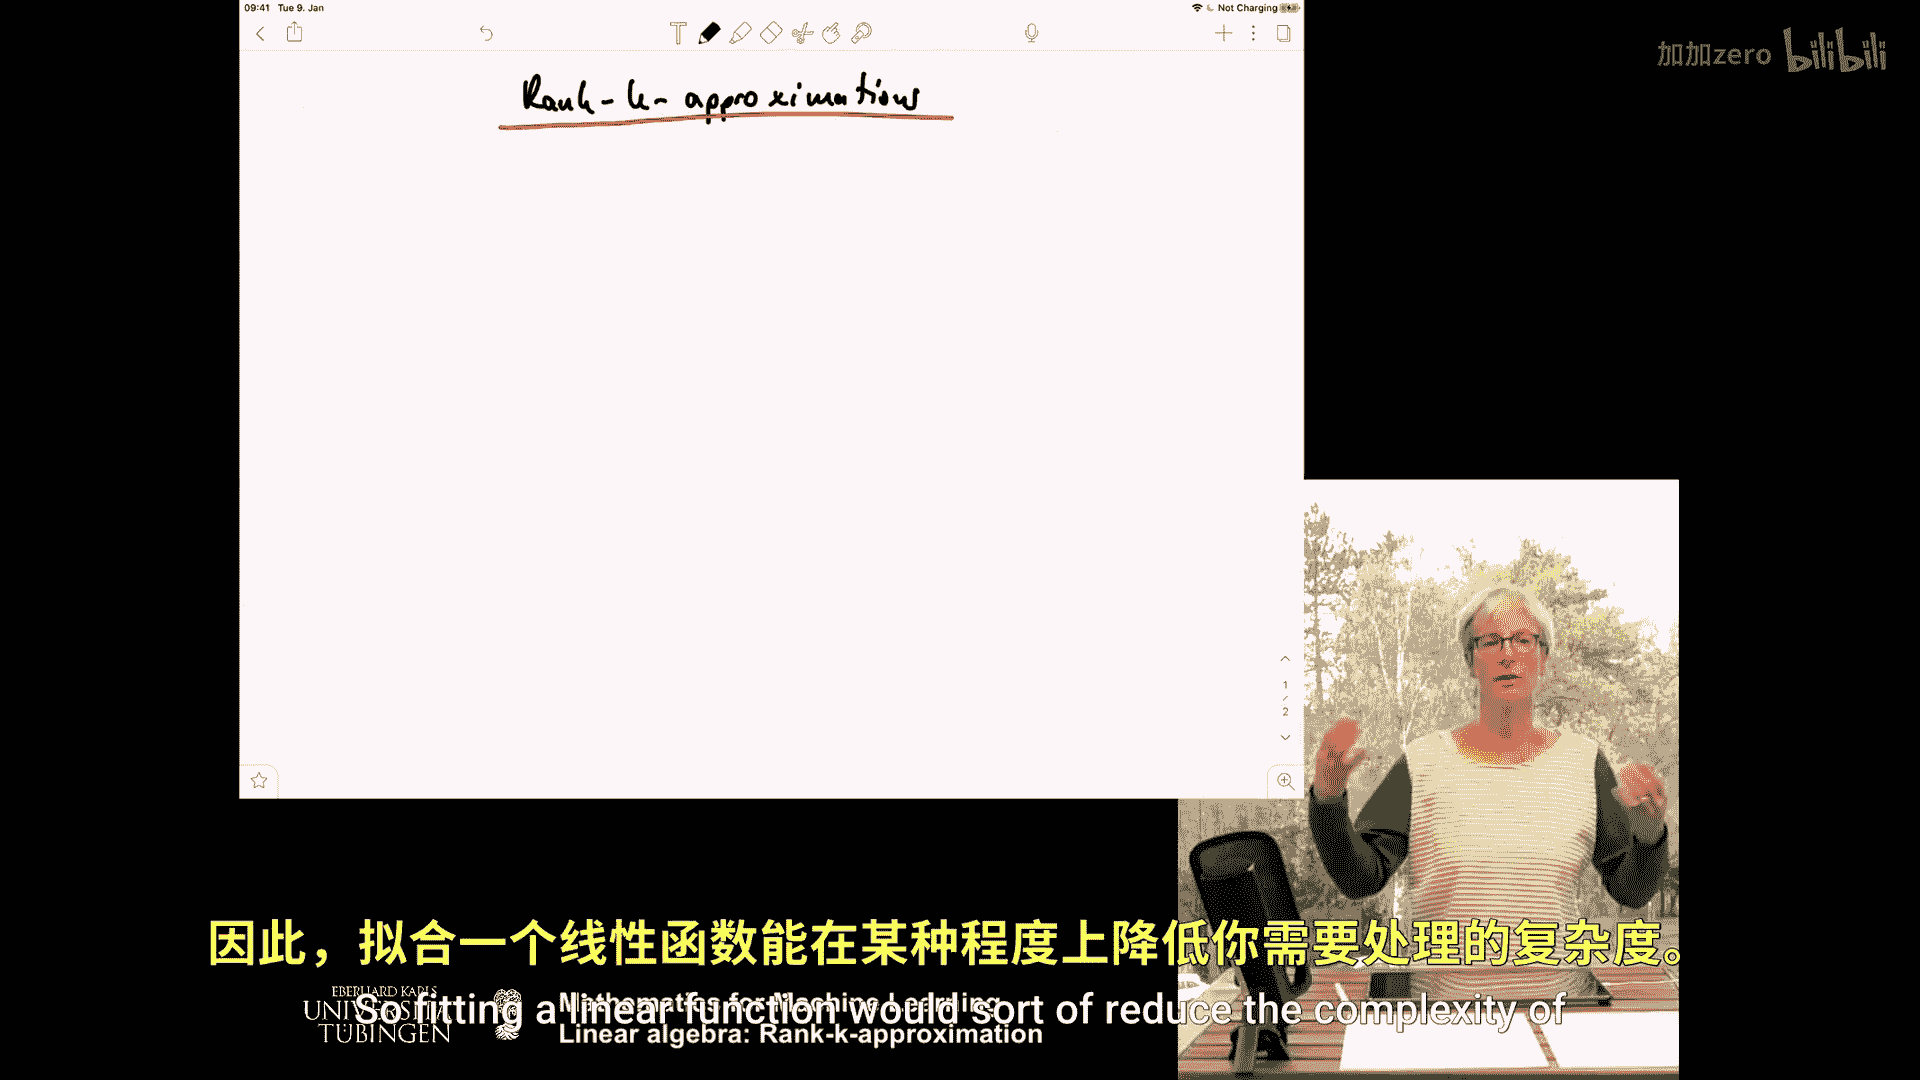 09:41 Tue 9. Jan
Not Charging
加加zero bilibili
Rank-k-approximations
1
/
2
因此，拟合一个线性函数能在某种程度上降低你需要处理的复杂度。
EBERHARD KARLS
UNIVERSITÄT
TÜBINGEN
Mathematics for Machine Learning
So fitting a linear function would sort of reduce the complexity of
Linear algebra: Rank-k-approximation